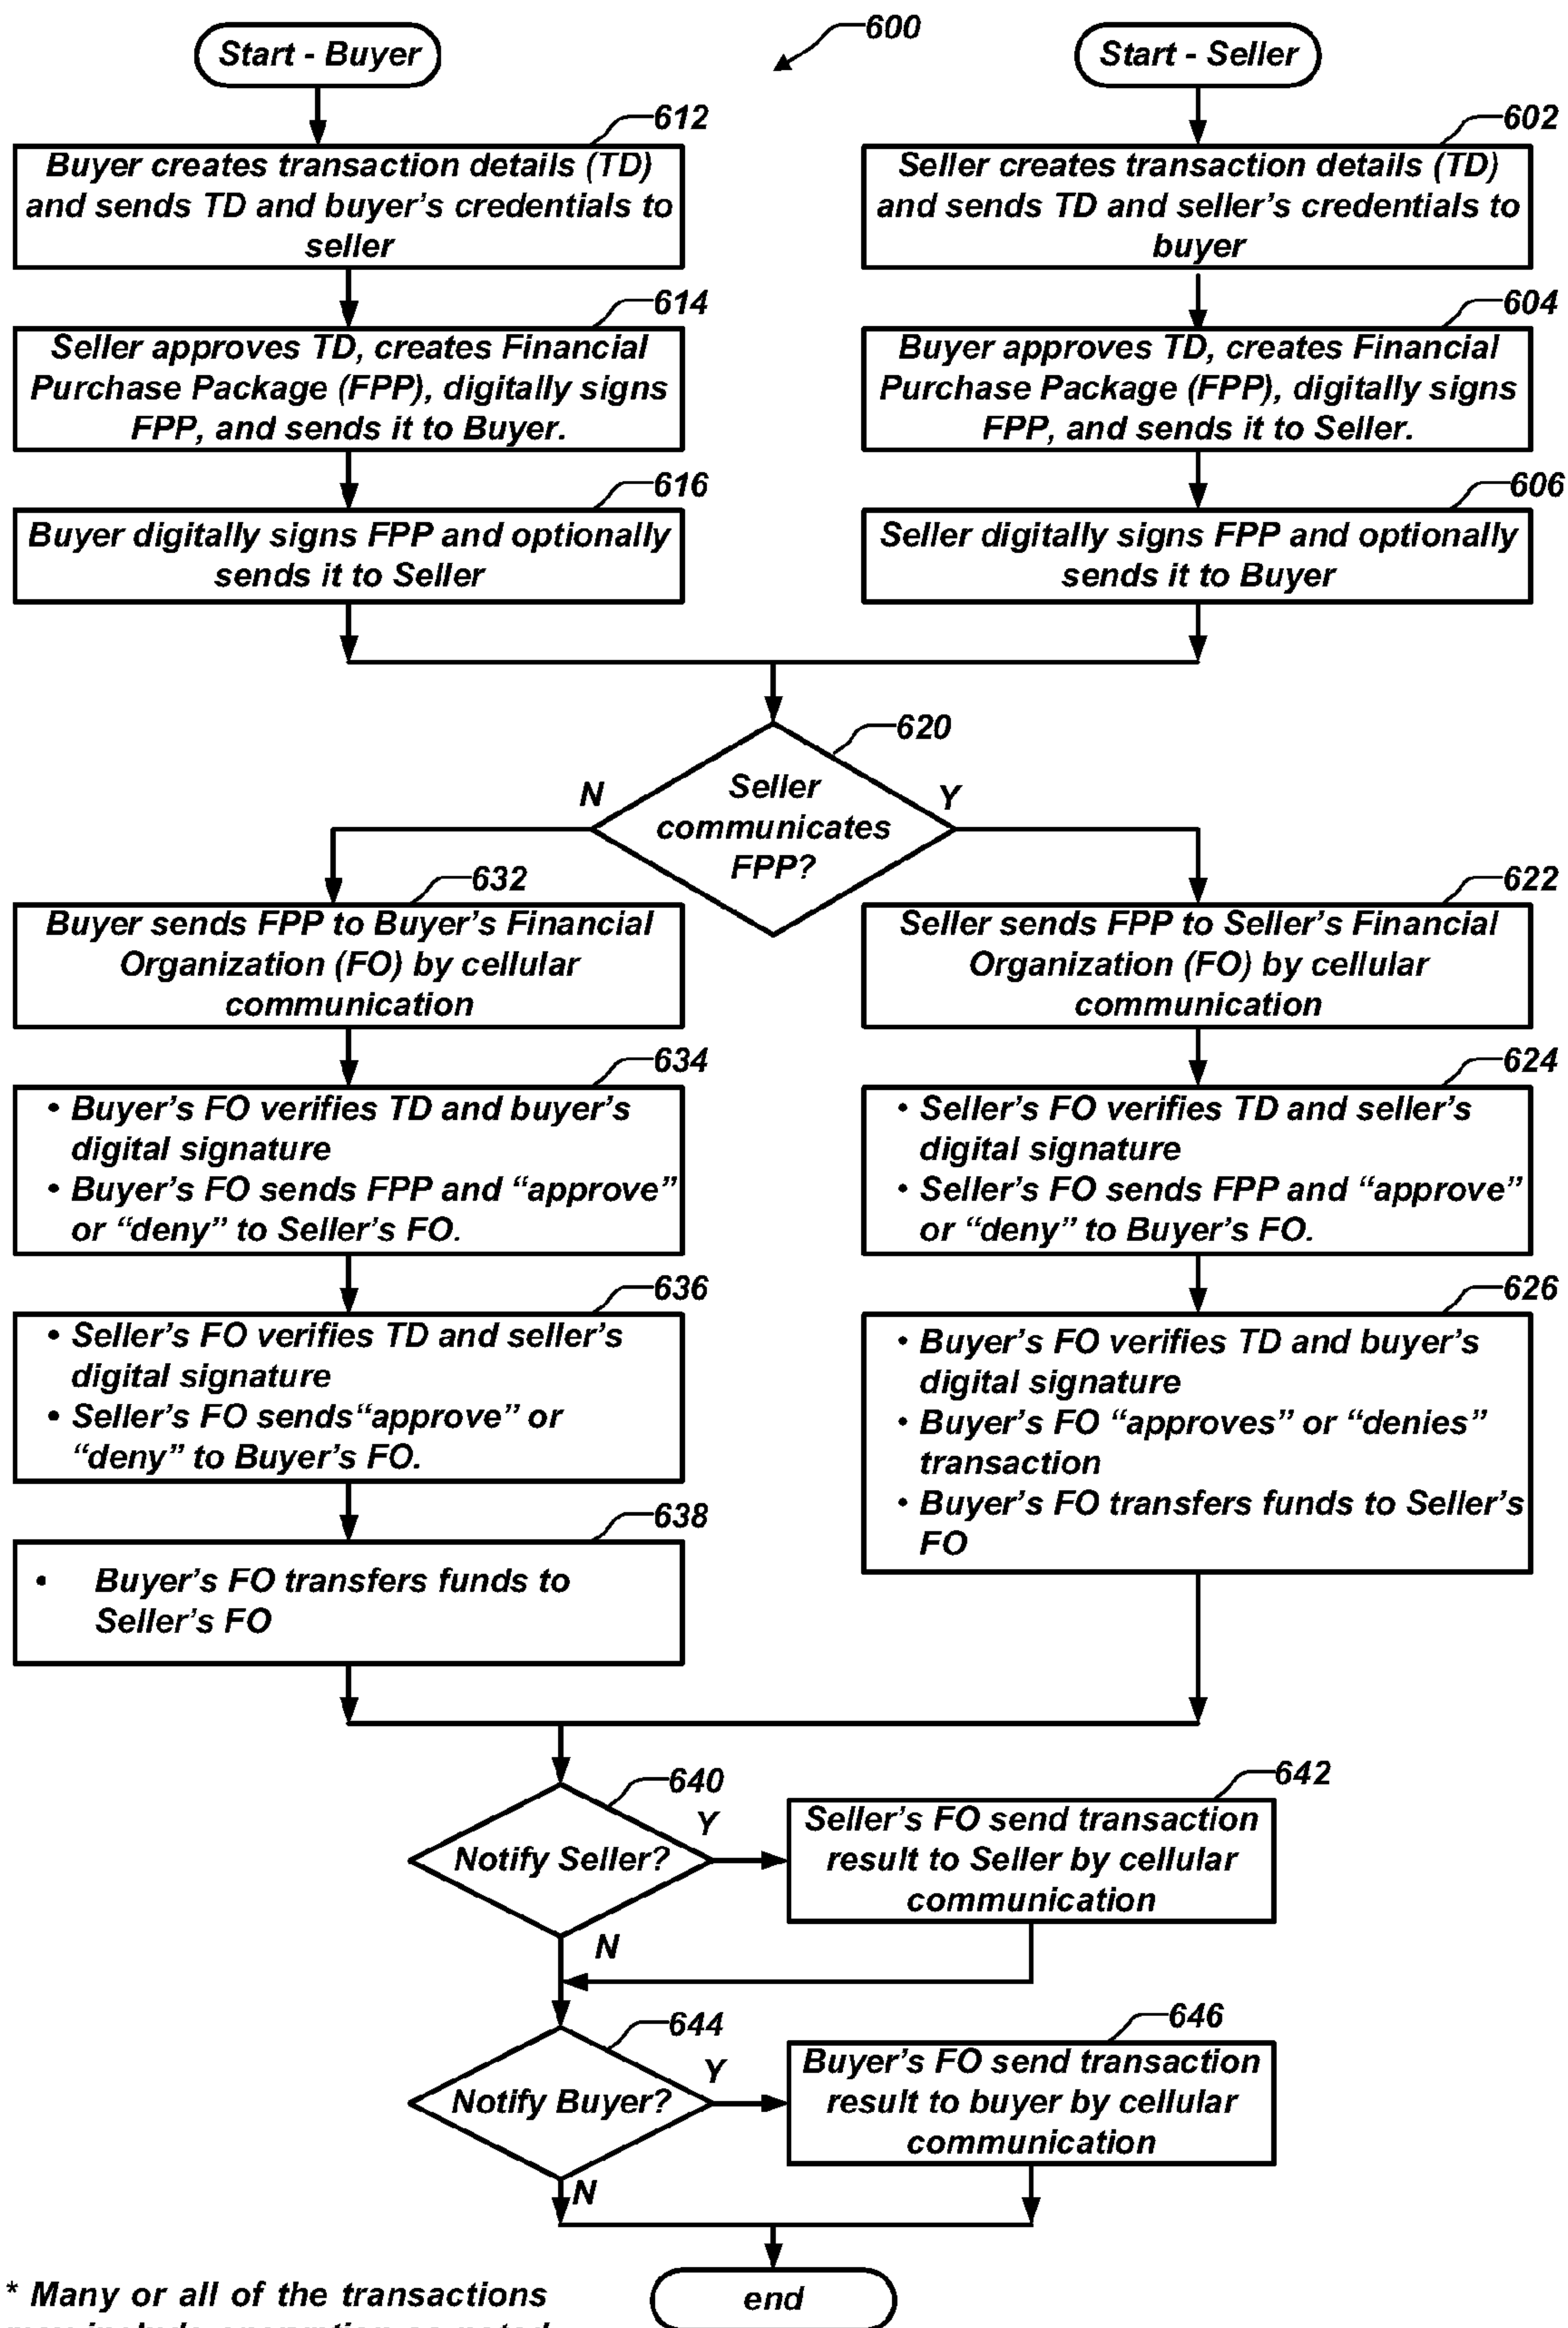 600
Start - Buyer
Start - Seller
612
Buyer creates transaction details (TD)
and sends TD and buyer's credentials to
seller
602
Seller creates transaction details (TD)
and sends TD and seller's credentials to
buyer
614
Seller approves TD, creates Financial
Purchase Package (FPP), digitally signs
FPP, and sends it to Buyer.
604
Buyer approves TD, creates Financial
Purchase Package (FPP), digitally signs
FPP, and sends it to Seller.
616
Buyer digitally signs FPP and optionally
sends it to Seller
606
Seller digitally signs FPP and optionally
sends it to Buyer
620
Seller
communicates
FPP?
N
Y
632
Buyer sends FPP to Buyer's Financial
Organization (FO) by cellular
communication
622
Seller sends FPP to Seller's Financial
Organization (FO) by cellular
communication
634
• Buyer's FO verifies TD and buyer's
digital signature
• Buyer's FO sends FPP and “approve”
or “deny” to Seller's FO.
624
• Seller's FO verifies TD and seller's
digital signature
• Seller's FO sends FPP and “approve”
or “deny” to Buyer's FO.
636
• Seller's FO verifies TD and seller's
digital signature
• Seller's FO sends“approve” or
“deny” to Buyer's FO.
626
• Buyer's FO verifies TD and buyer's
digital signature
• Buyer's FO “approves” or “denies”
transaction
• Buyer's FO transfers funds to Seller's
FO
638
• Buyer's FO transfers funds to
Seller's FO
640
Notify Seller?
Y
N
642
Seller's FO send transaction
result to Seller by cellular
communication
644
Notify Buyer?
Y
N
646
Buyer's FO send transaction
result to buyer by cellular
communication
end
* Many or all of the transactions